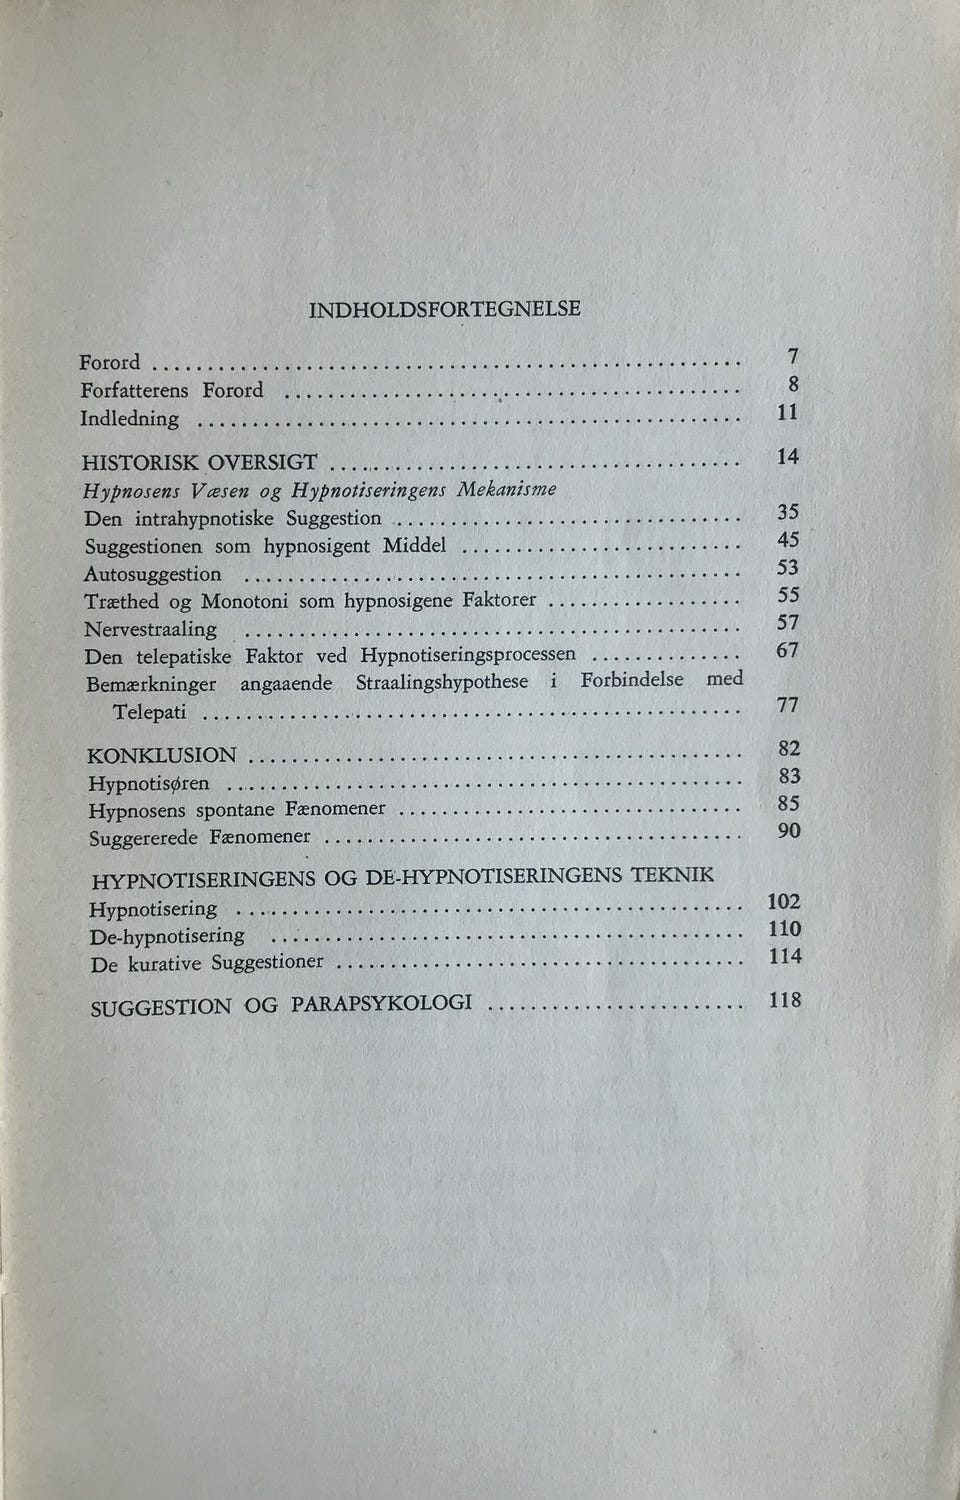 INDHOLDSFORTEGNELSE
Forord ........................................................ 7
Forfatterens Forord ........................................... 8
Indledning .................................................... 11
HISTORISK OVERSIGT ....................................... 14
Hypnosens Væsen og Hypnotiseringens Mekanisme
Den intrahypnotiske Suggestion ................................ 35
Suggestionen som hypnosigent Middel .......................... 45
Autosuggestion ................................................ 53
Træthed og Monotoni som hypnosigene Faktorer .................. 55
Nervestraaling ................................................ 57
Den telepatiske Faktor ved Hypnotiseringsprocessen .............. 67
Bemærkninger angaaende Straalingshypothese i Forbindelse med
Telepati .................................................. 77
KONKLUSION .............................................. 82
Hypnotisøren ................................................. 83
Hypnosens spontane Fænomener ................................ 85
Suggererede Fænomener ....................................... 90
HYPNOTISERINGENS OG DE-HYPNOTISERINGENS TEKNIK
Hypnotisering ................................................ 102
De-hypnotisering ............................................. 110
De kurative Suggestioner ...................................... 114
SUGGESTION OG PARAPSYKOLOGI ........................ 118